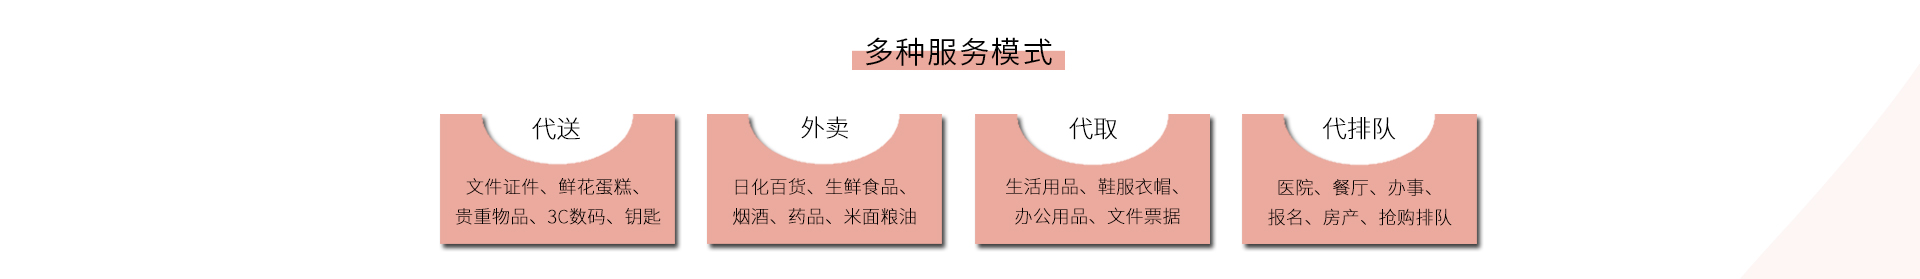 多种服务模式
代送
文件证件、鲜花蛋糕、
贵重物品、3C数码、钥匙
外卖
日化百货、生鲜食品、
烟酒、药品、米面粮油
代取
生活用品、鞋服衣帽、
办公用品、文件票据
代排队
医院、餐厅、办事、
报名、房产、抢购排队